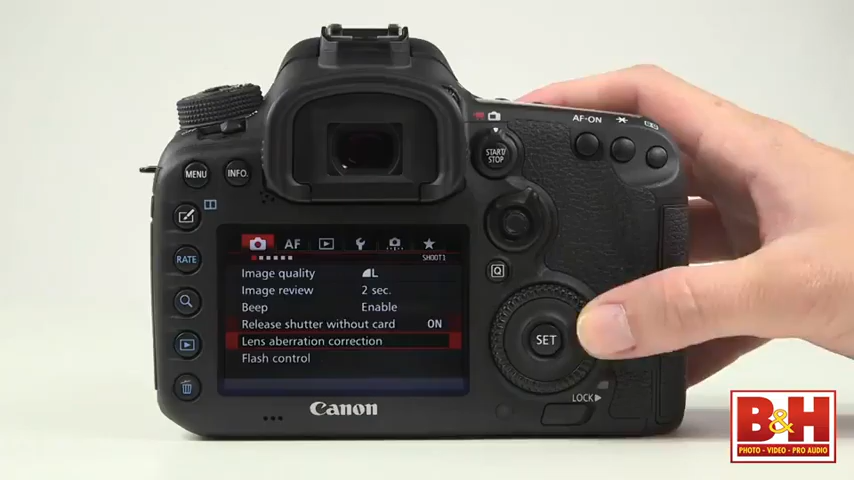 AF-ON
START/
STOP
MENU
INFO.
RATE
AF
SHOOT1
Image quality L
Image review 2 sec.
Beep Enable
Release shutter without card ON
Lens aberration correction
Flash control
Q
SET
LOCK
Canon
B&H
PHOTO - VIDEO - PRO AUDIO